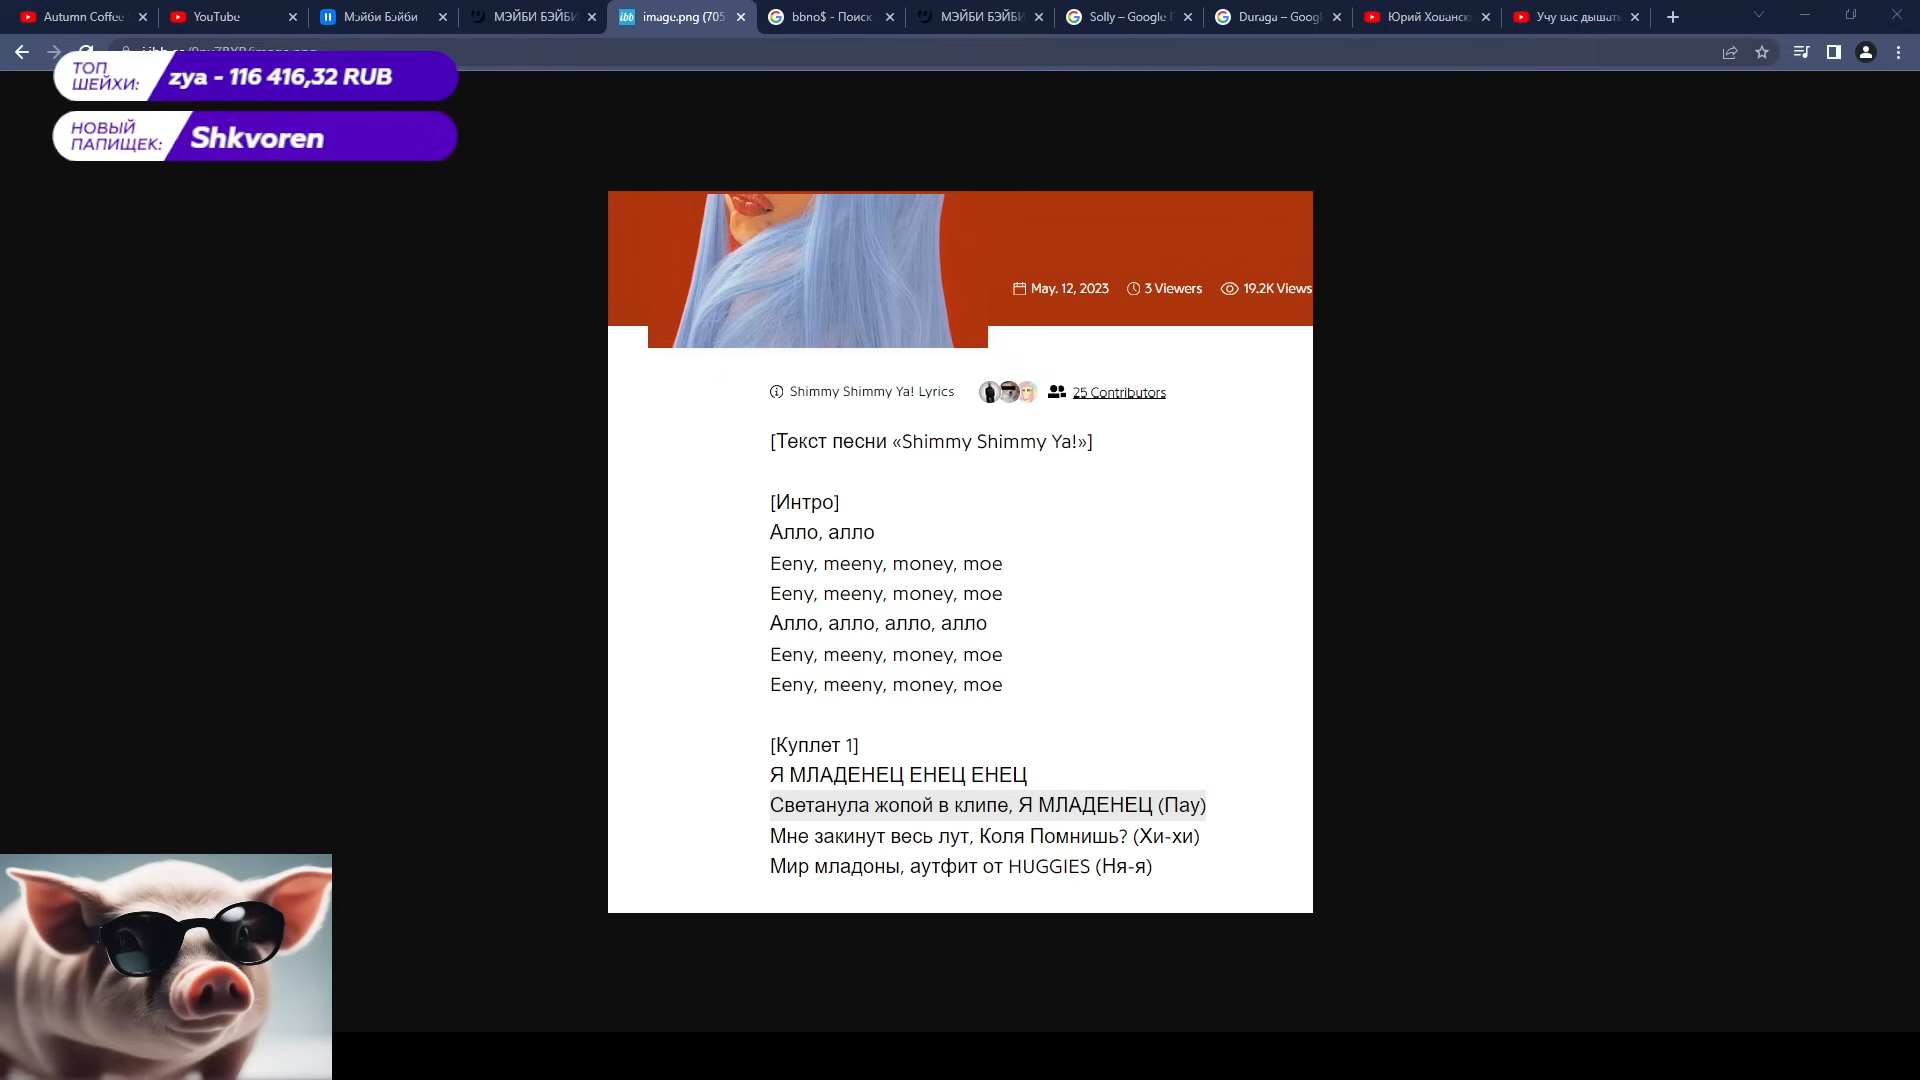 Autumn Coffee
YouTube
Мэйби Бэйби
МЭЙБИ БЭЙБИ
image.png (705
bbno$ - Поиск
МЭЙБИ БЭЙБИ
Solly – Google П
Duraga – Googl
Юрий Хованск
Учу вас дышать
ТОП
ШЕЙХИ:
zya - 116 416,32 RUB
НОВЫЙ
ПАПИЩЕК:
Shkvoren
May. 12, 2023
3 Viewers
19.2K Views
Shimmy Shimmy Ya! Lyrics
25 Contributors
[Текст песни «Shimmy Shimmy Ya!»]
[Интро]
Алло, алло
Eeny, meeny, money, moe
Eeny, meeny, money, moe
Алло, алло, алло, алло
Eeny, meeny, money, moe
Eeny, meeny, money, moe
[Куплет 1]
Я МЛАДЕНЕЦ ЕНЕЦ ЕНЕЦ
Светанула жопой в клипе, Я МЛАДЕНЕЦ (Пау)
Мне закинут весь лут, Коля Помнишь? (Хи-хи)
Мир младоны, аутфит от HUGGIES (Ня-я)